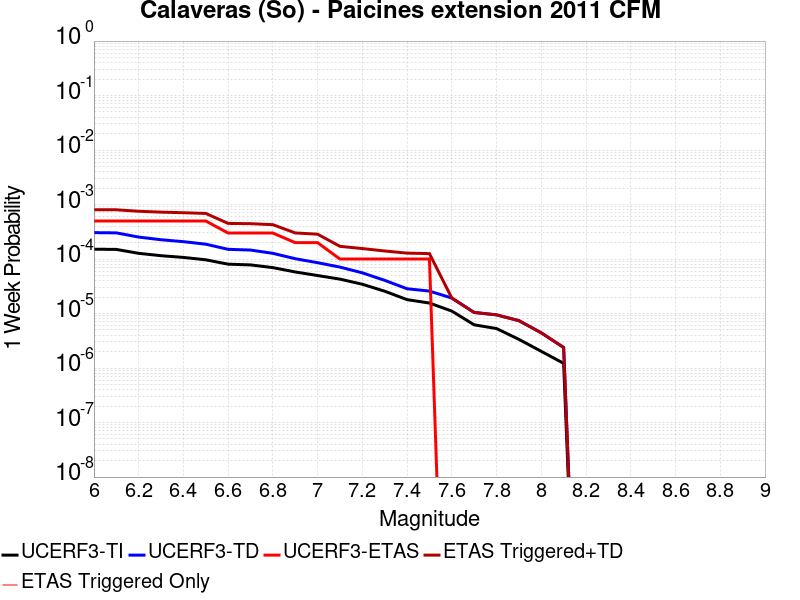 Calaveras (So) - Paicines extension 2011 CFM
1 Week Probability
10^0
10^-1
10^-2
10^-3
10^-4
10^-5
10^-6
10^-7
10^-8
6 6.2 6.4 6.6 6.8 7 7.2 7.4 7.6 7.8 8 8.2 8.4 8.6 8.8 9
Magnitude
UCERF3-TI UCERF3-TD UCERF3-ETAS ETAS Triggered+TD
ETAS Triggered Only